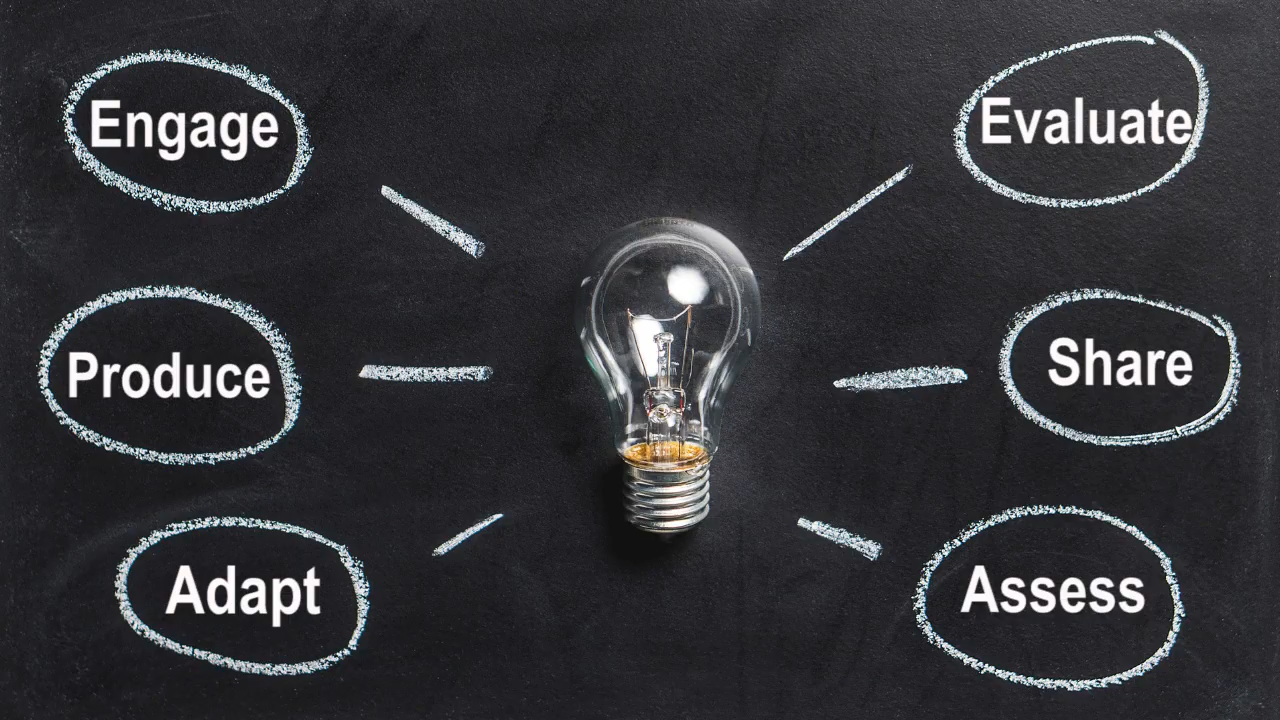 Engage
Evaluate
Produce
Share
Adapt
Assess